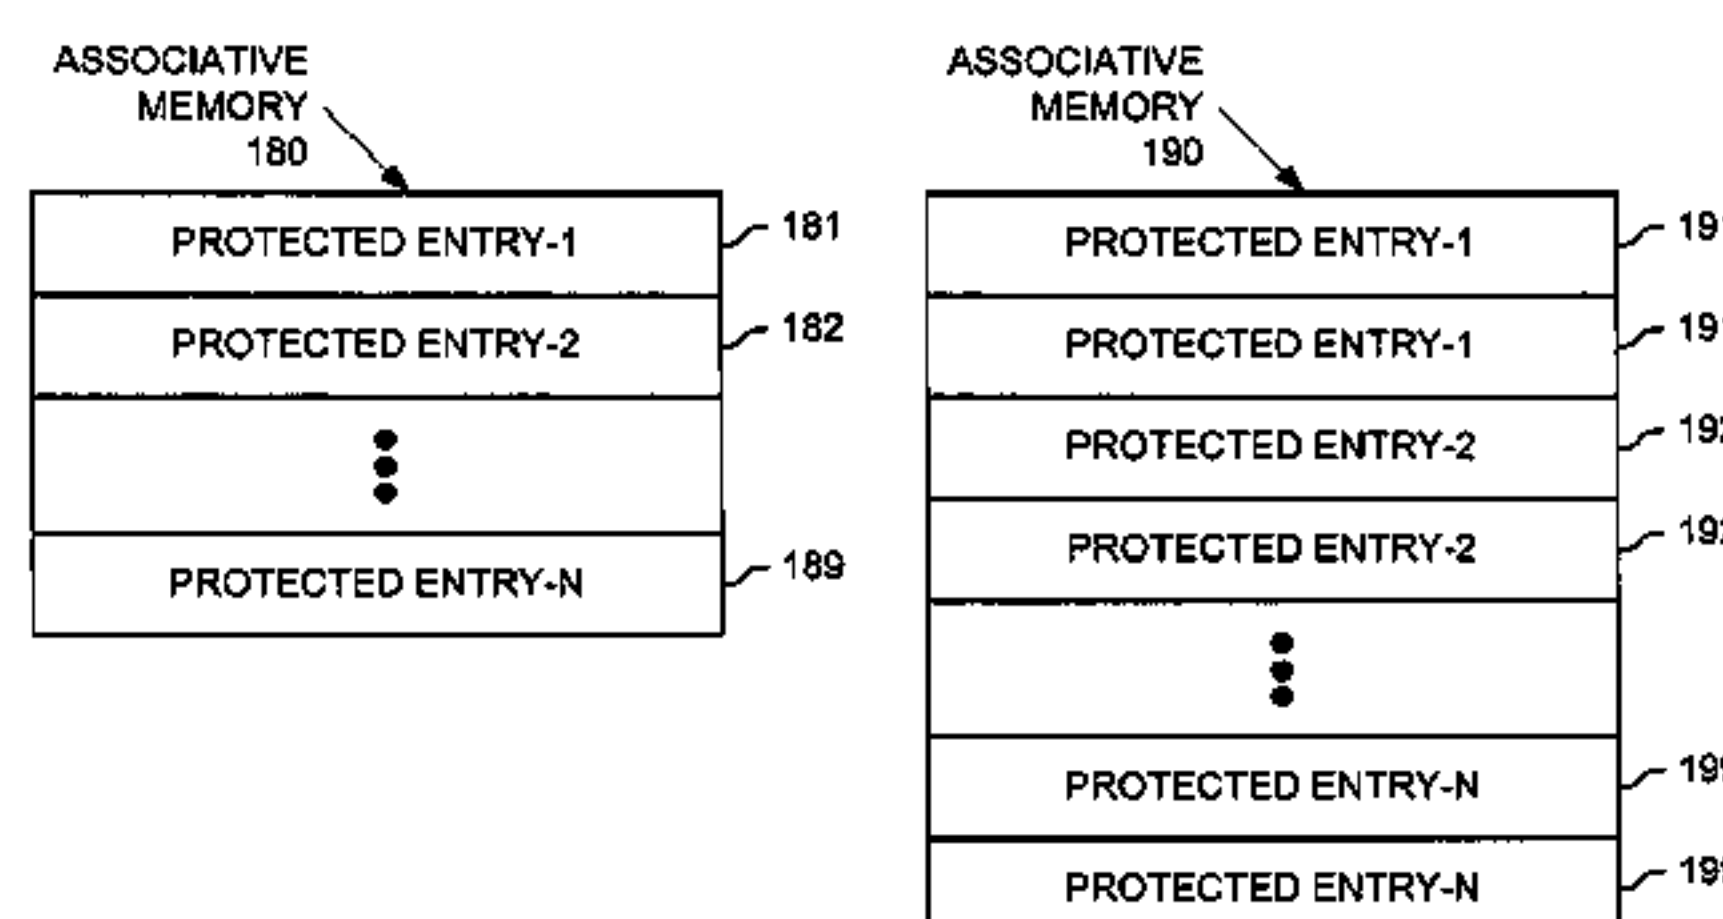 ASSOCIATIVE
MEMORY
180
PROTECTED ENTRY-1
181
PROTECTED ENTRY-2
182
PROTECTED ENTRY-N
189
ASSOCIATIVE
MEMORY
190
PROTECTED ENTRY-1
PROTECTED ENTRY-1
PROTECTED ENTRY-2
PROTECTED ENTRY-2
PROTECTED ENTRY-N
PROTECTED ENTRY-N